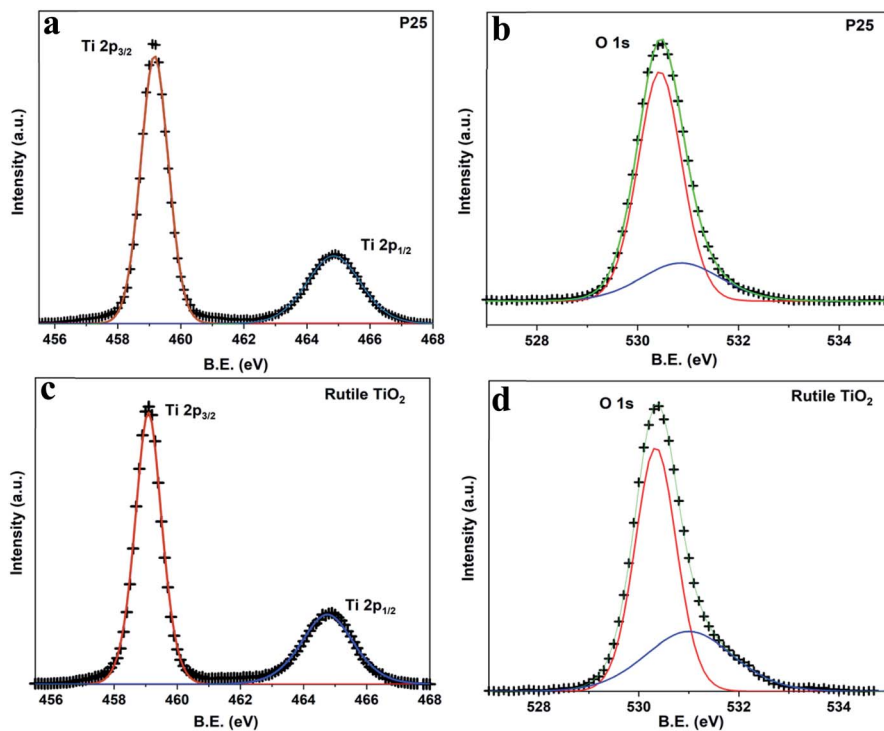 a
P25
Ti 2p3/2
Ti 2p1/2
Intensity (a.u.)
456 458 460 462 464 466 468
B.E. (eV)
b
P25
O 1s
Intensity (a.u.)
528 530 532 534
B.E. (eV)
c
Rutile TiO2
Ti 2p3/2
Ti 2p1/2
Intensity (a.u.)
456 458 460 462 464 466 468
B.E. (eV)
d
Rutile TiO2
O 1s
Intensity (a.u.)
528 530 532 534
B.E. (eV)